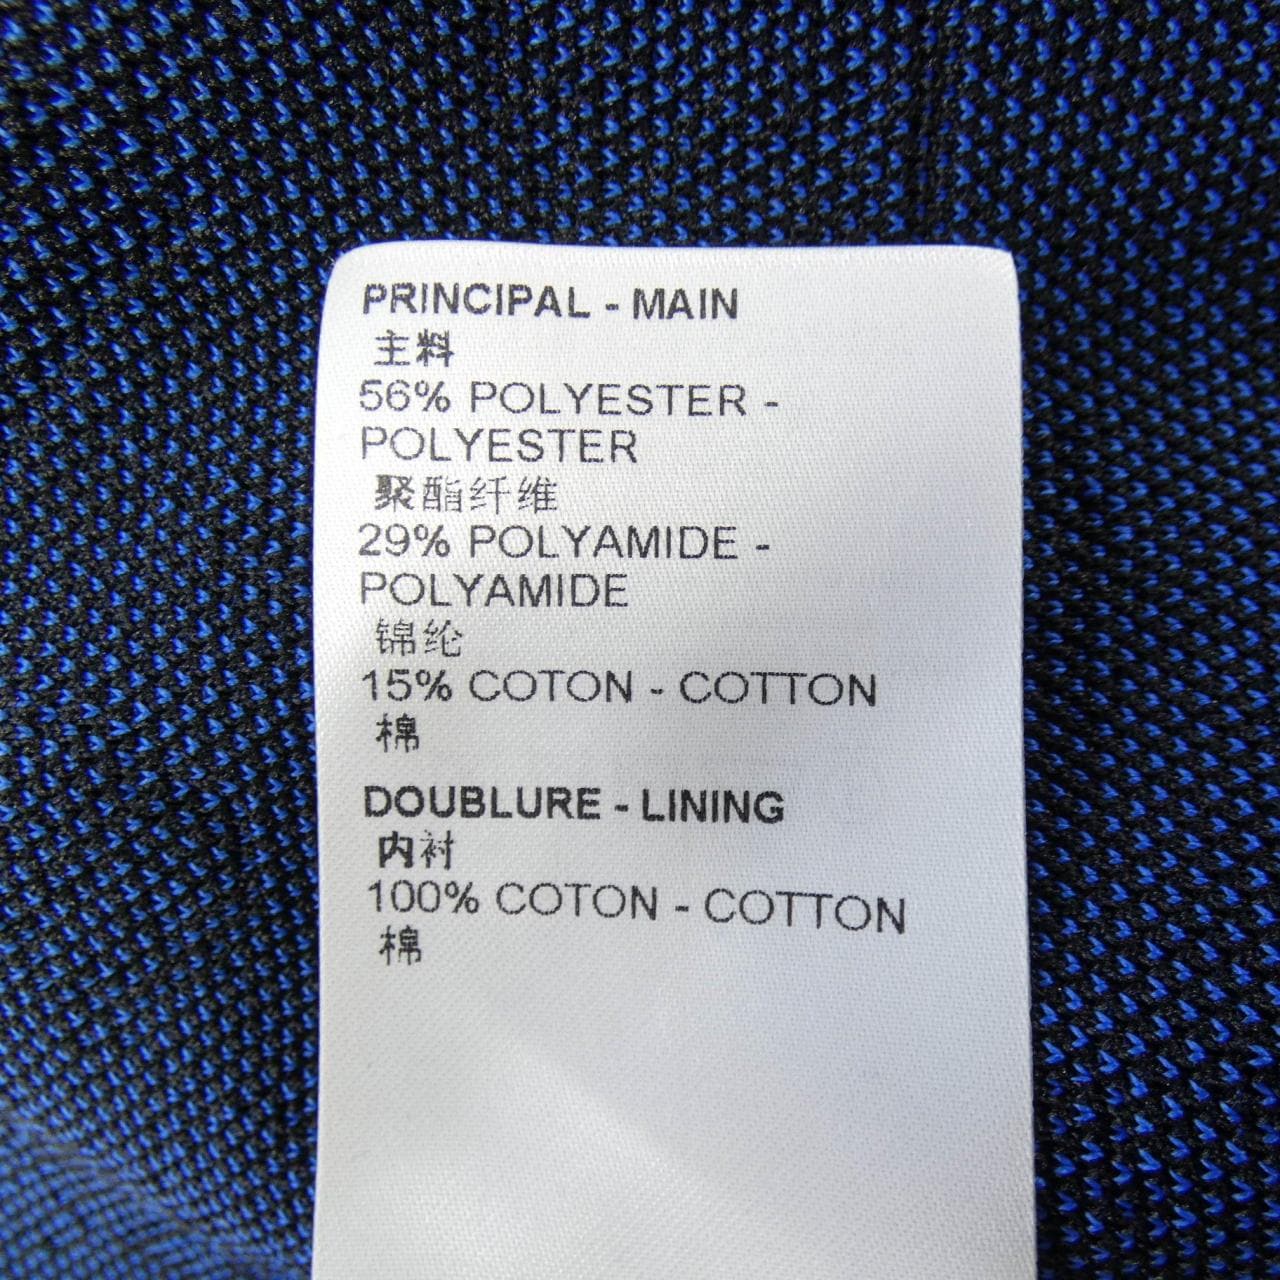 PRINCIPAL - MAIN
主料
56% POLYESTER -
POLYESTER
聚酯纤维
29% POLYAMIDE -
POLYAMIDE
锦纶
15% COTON - COTTON
棉
DOUBLURE - LINING
内衬
100% COTON - COTTON
棉